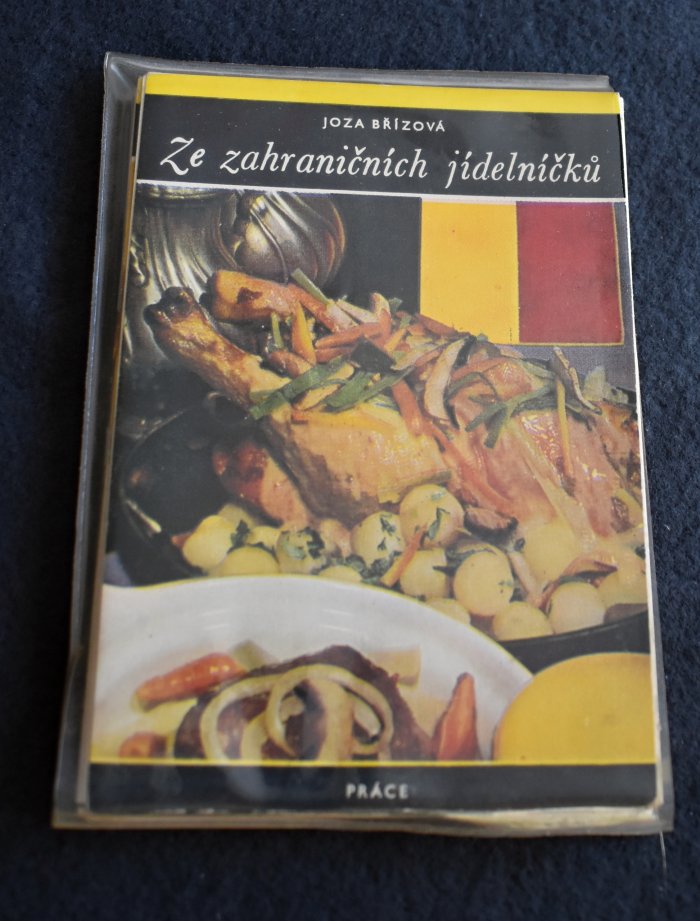 JOZA BŘÍZOVÁ
Ze zahraničních jídelníčků
PRÁCE